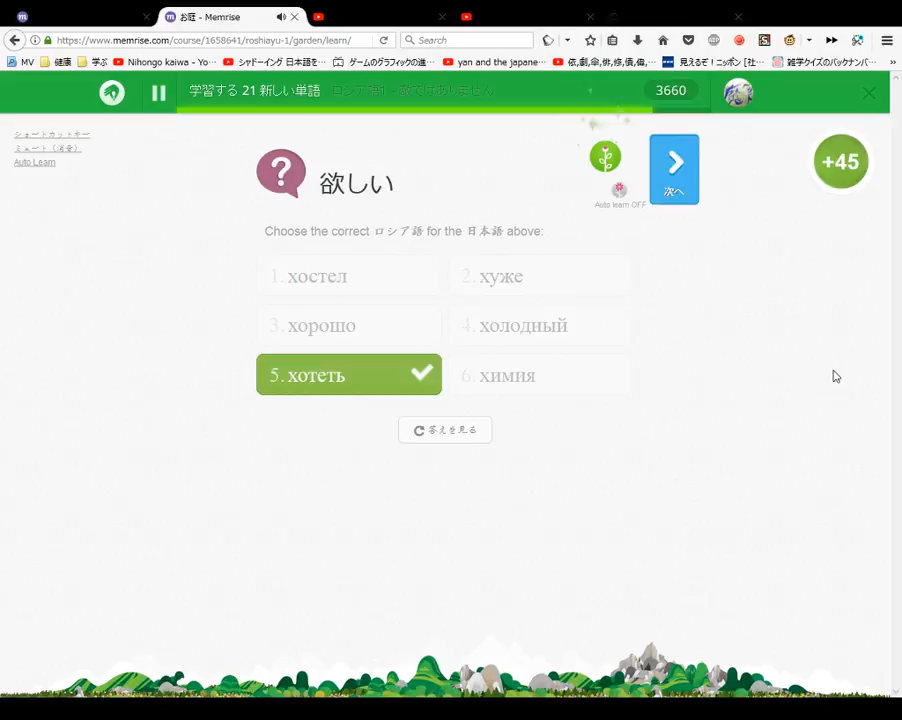 お庭 - Memrise
https://www.memrise.com/course/1658641/roshiayu-1/garden/learn/
Search
MV
健康
学ぶ
Nihongo kaiwa - Yo…
シャドーイング 日本語を…
ゲームのグラフィックの進…
yan and the japane…
依,劇,傘,俳,修,債,傷,…
見えるぞ！ニッポン [社…
雑学クイズのバックナンバ…
学習する 21 新しい単語
3660
ショートカットキー
ミュート（消音）
Auto Learn
欲しい
次へ
+45
Auto learn OFF
Choose the correct ロシア語 for the 日本語 above:
1. хостел
2. хуже
3. хорошо
4. холодный
5. хотеть
6. химия
答えを見る